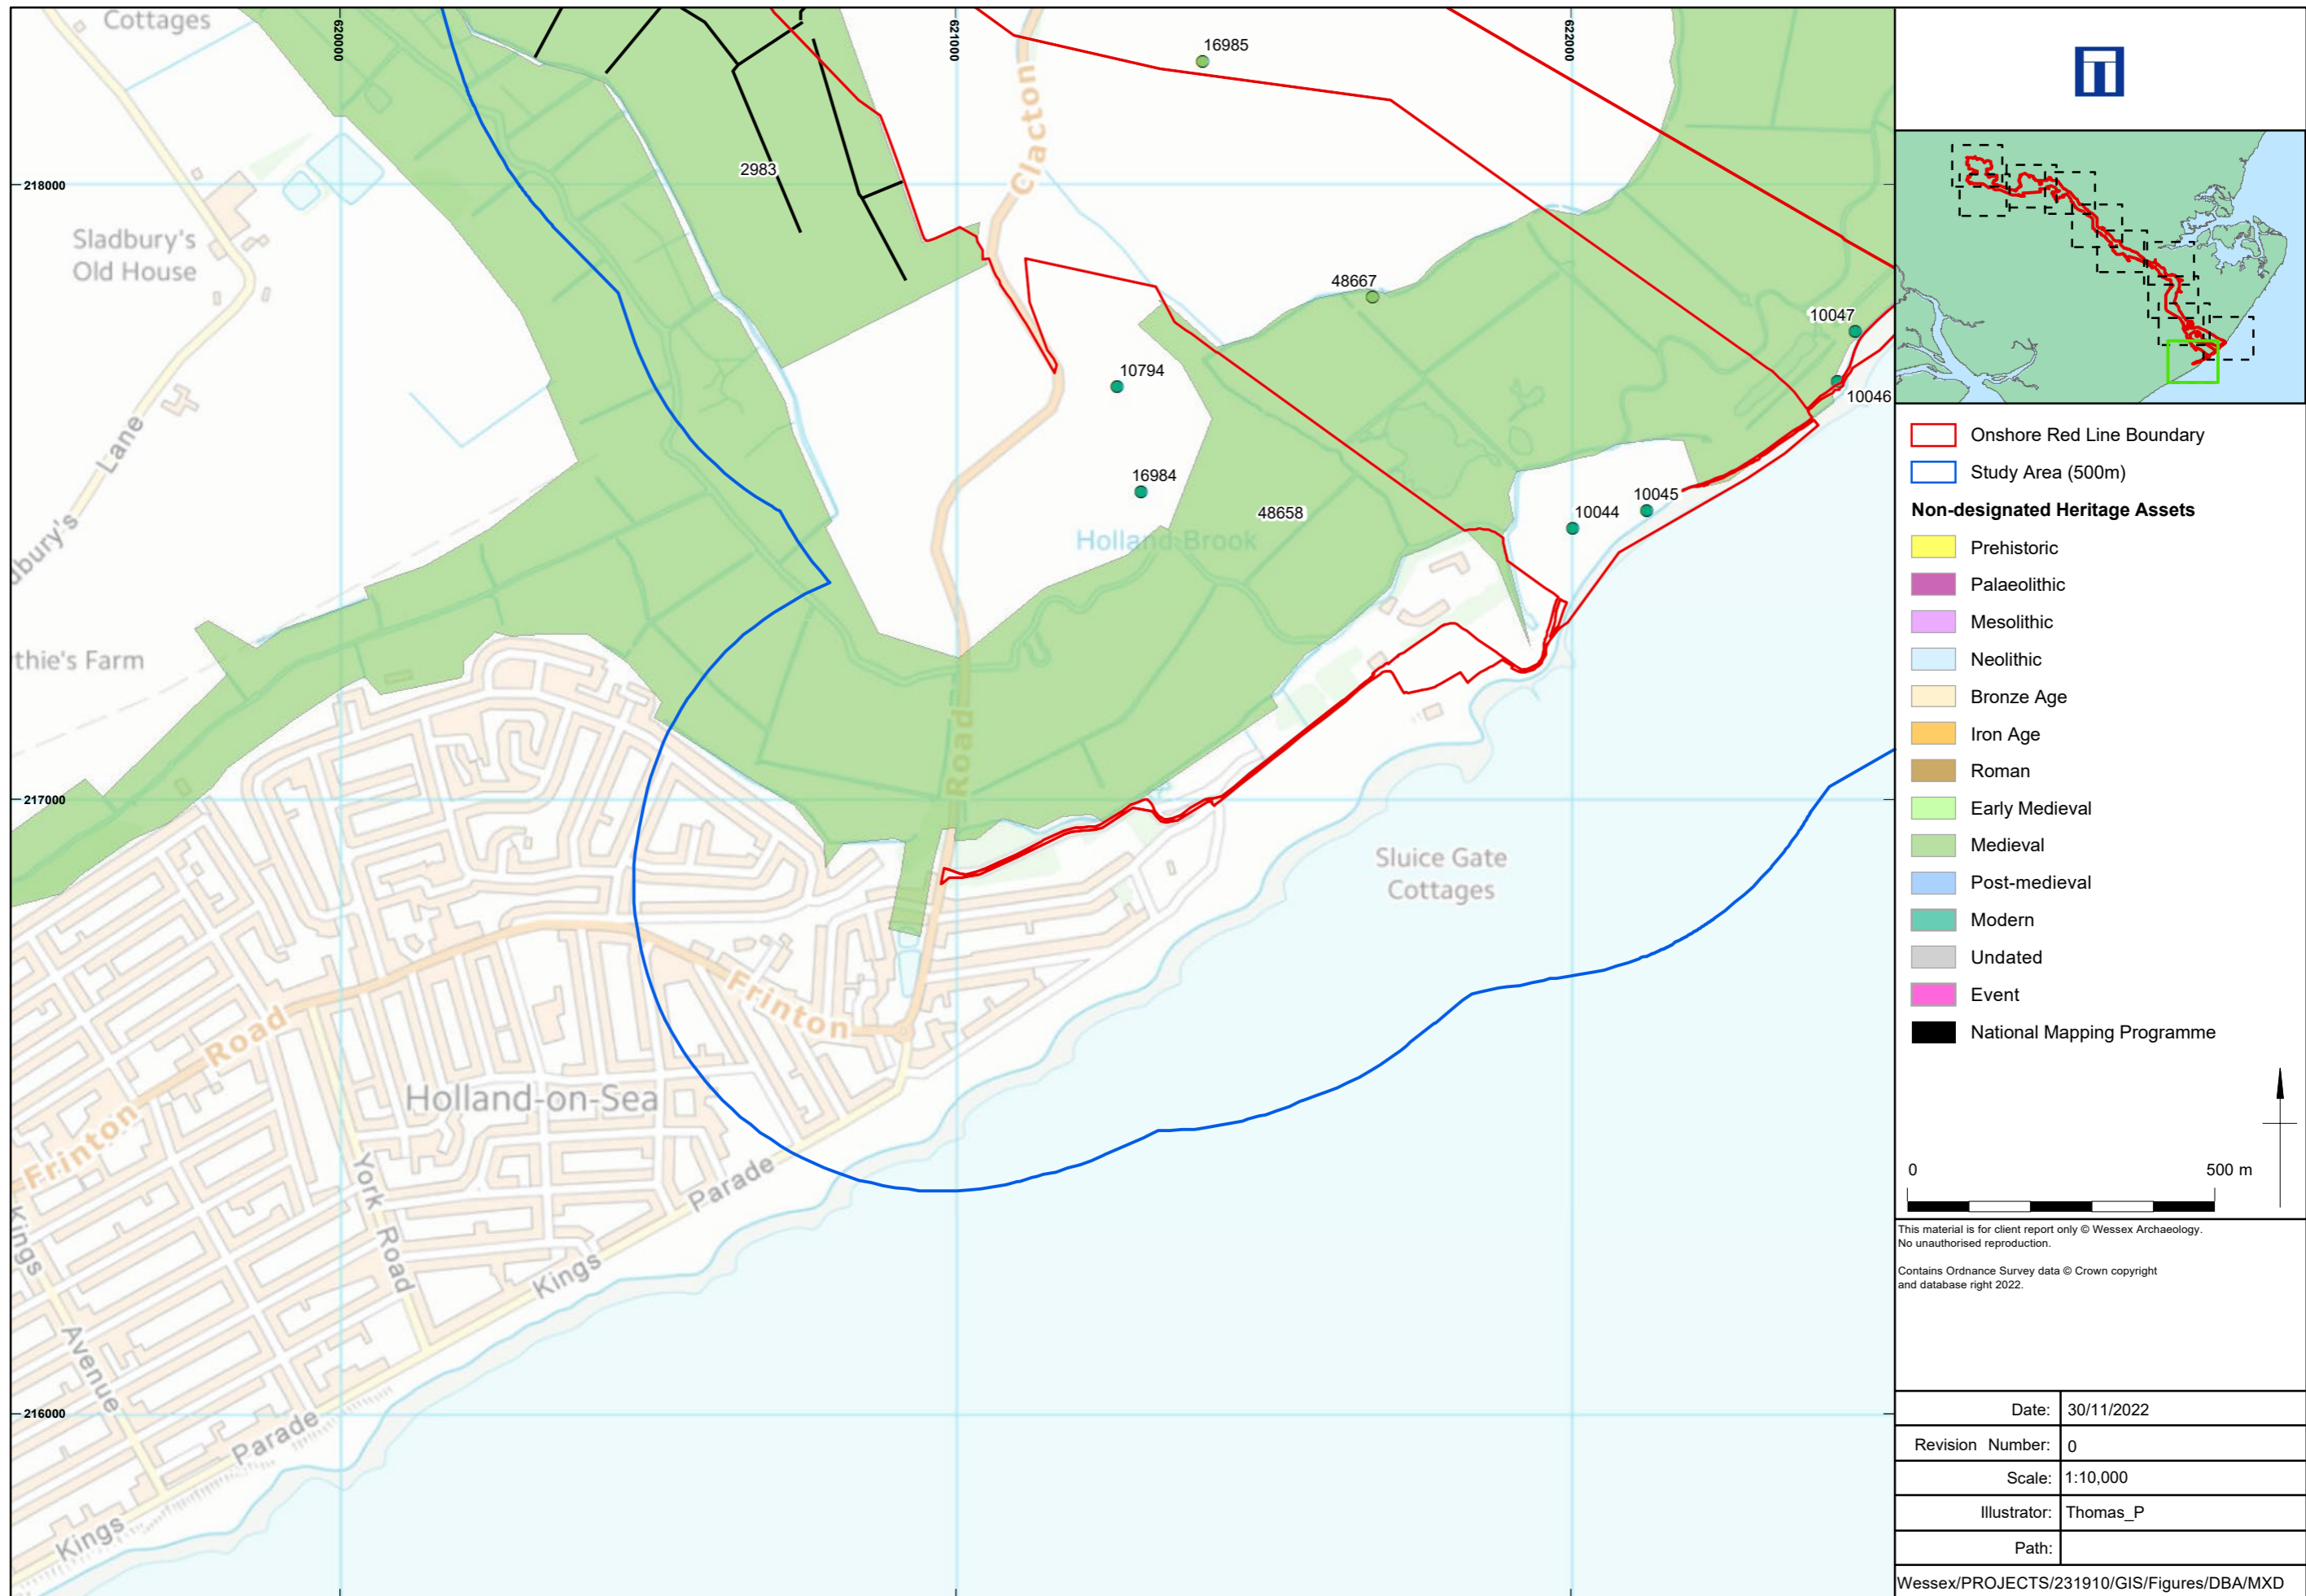 Cottages
620000
621000
622000
16985
Clacton
218000
2983
Sladbury's
Old House
48667
10047
10046
10794
Lane
16984
10045
10044
48658
dbury's
Holland Brook
thie's Farm
Road
217000
Sluice Gate
Cottages
Frinton
Road
Holland-on-Sea
Frinton
York Road
Parade
Kings
Kings
Avenue
216000
Parade
Kings
Onshore Red Line Boundary
Study Area (500m)
Non-designated Heritage Assets
Prehistoric
Palaeolithic
Mesolithic
Neolithic
Bronze Age
Iron Age
Roman
Early Medieval
Medieval
Post-medieval
Modern
Undated
Event
National Mapping Programme
0 500 m
This material is for client report only © Wessex Archaeology.
No unauthorised reproduction.
Contains Ordnance Survey data © Crown copyright
and database right 2022.
Date: 30/11/2022
Revision Number: 0
Scale: 1:10,000
Illustrator: Thomas_P
Path:
Wessex/PROJECTS/231910/GIS/Figures/DBA/MXD